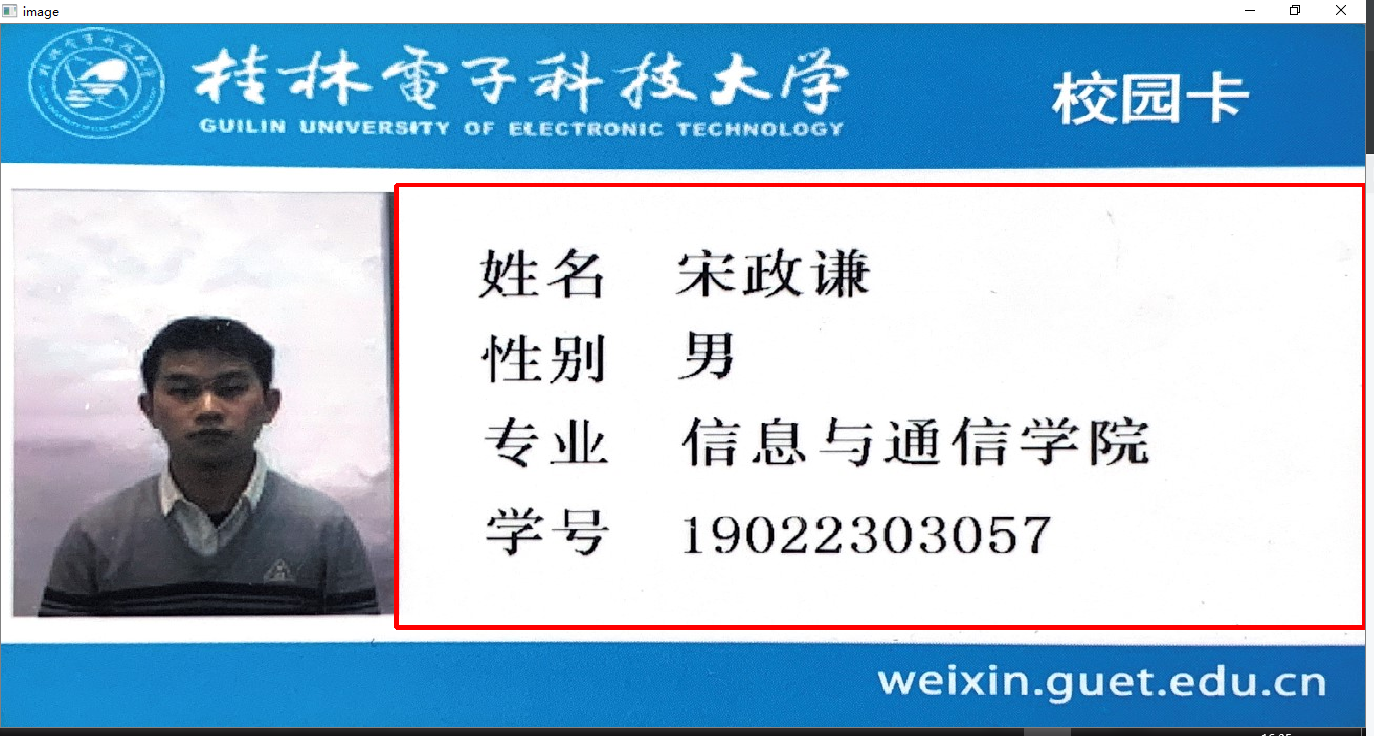 image
桂林電子科技大学
GUILIN UNIVERSITY OF ELECTRONIC TECHNOLOGY
校园卡
姓名 宋政谦
性别 男
专业 信息与通信学院
学号 19022303057
weixin.guet.edu.cn